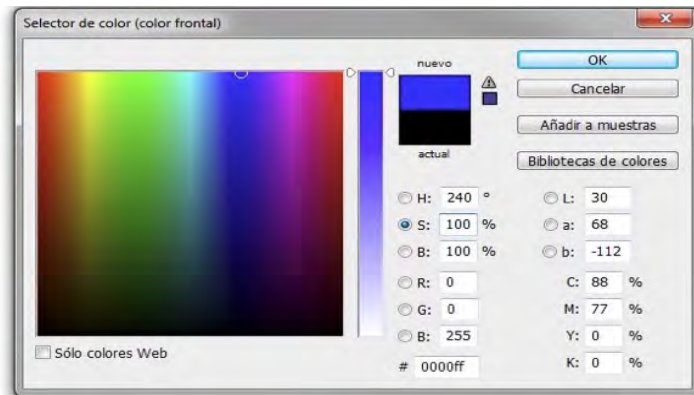 Selector de color (color frontal)
nuevo
actual
OK
Cancelar
Añadir a muestras
Bibliotecas de colores
H: 240 °
S: 100 %
B: 100 %
R: 0
G: 0
B: 255
# 0000ff
L: 30
a: 68
b: -112
C: 88 %
M: 77 %
Y: 0 %
K: 0 %
Sólo colores Web